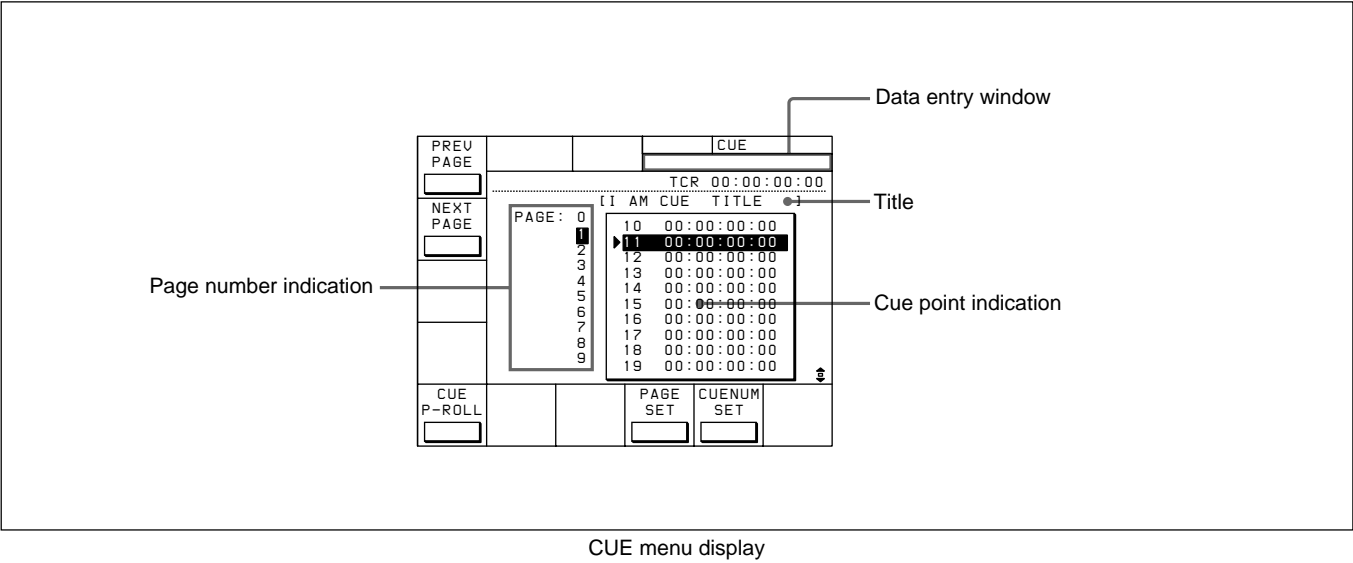 Data entry window
PREV PAGE
CUE
TCR 00:00:00:00
[I AM CUE TITLE ]
Title
NEXT PAGE
PAGE: 0
1
2
3
4
5
6
7
8
9
10 00:00:00:00
11 00:00:00:00
12 00:00:00:00
13 00:00:00:00
14 00:00:00:00
15 00:00:00:00
16 00:00:00:00
17 00:00:00:00
18 00:00:00:00
19 00:00:00:00
Page number indication
Cue point indication
CUE P-ROLL
PAGE SET
CUENUM SET
CUE menu display